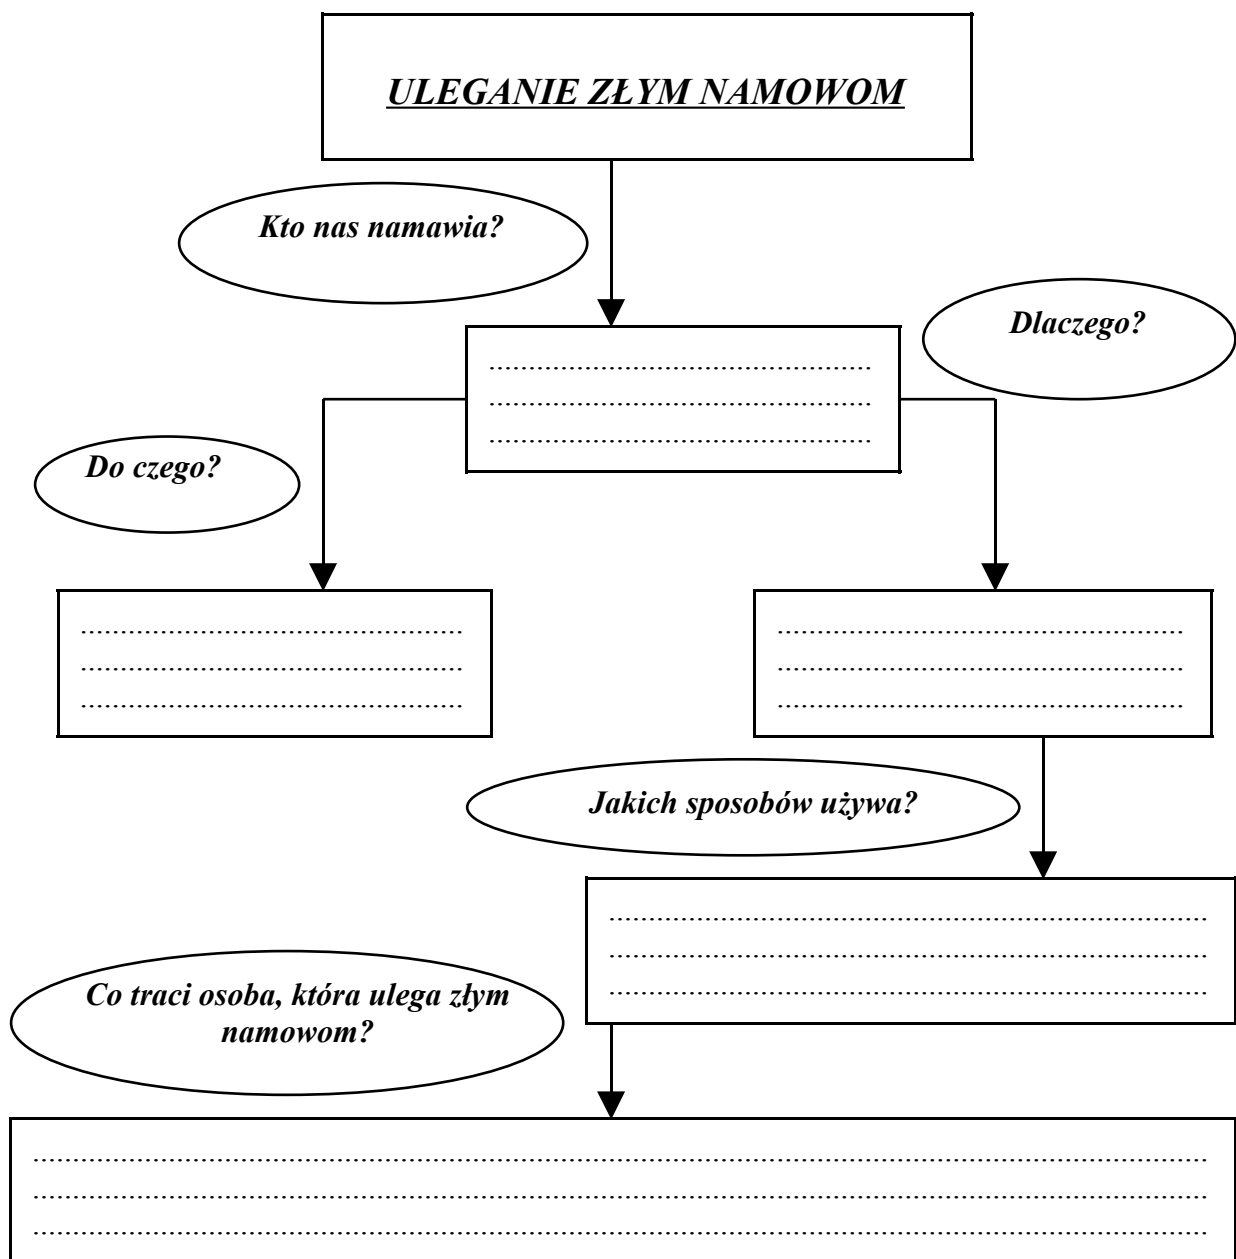 ULEGANIE ZŁYM NAMOWOM
Kto nas namawia?
Dlaczego?
................................................
................................................
................................................
Do czego?
................................................
................................................
................................................
...................................................
...................................................
...................................................
Jakich sposobów używa?
...........................................................................
...........................................................................
...........................................................................
Co traci osoba, która ulega złym
namowom?
....................................................................................................................................................
....................................................................................................................................................
....................................................................................................................................................